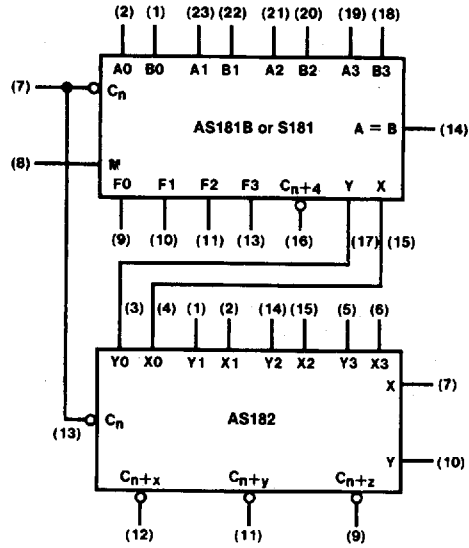 (2) (1) (23) (22) (21) (20) (19) (18)
A0 B0 A1 B1 A2 B2 A3 B3
(7) Cn
AS181B or S181 A = B (14)
(8) M
F0 F1 F2 F3 Cn+4 Y X
(9) (10) (11) (13) (16) (17) (15)
(3) (4) (1) (2) (14) (15) (5) (6)
Y0 X0 Y1 X1 Y2 X2 Y3 X3
X (7)
(13) Cn AS182
Y (10)
Cn+x Cn+y Cn+z
(12) (11) (9)